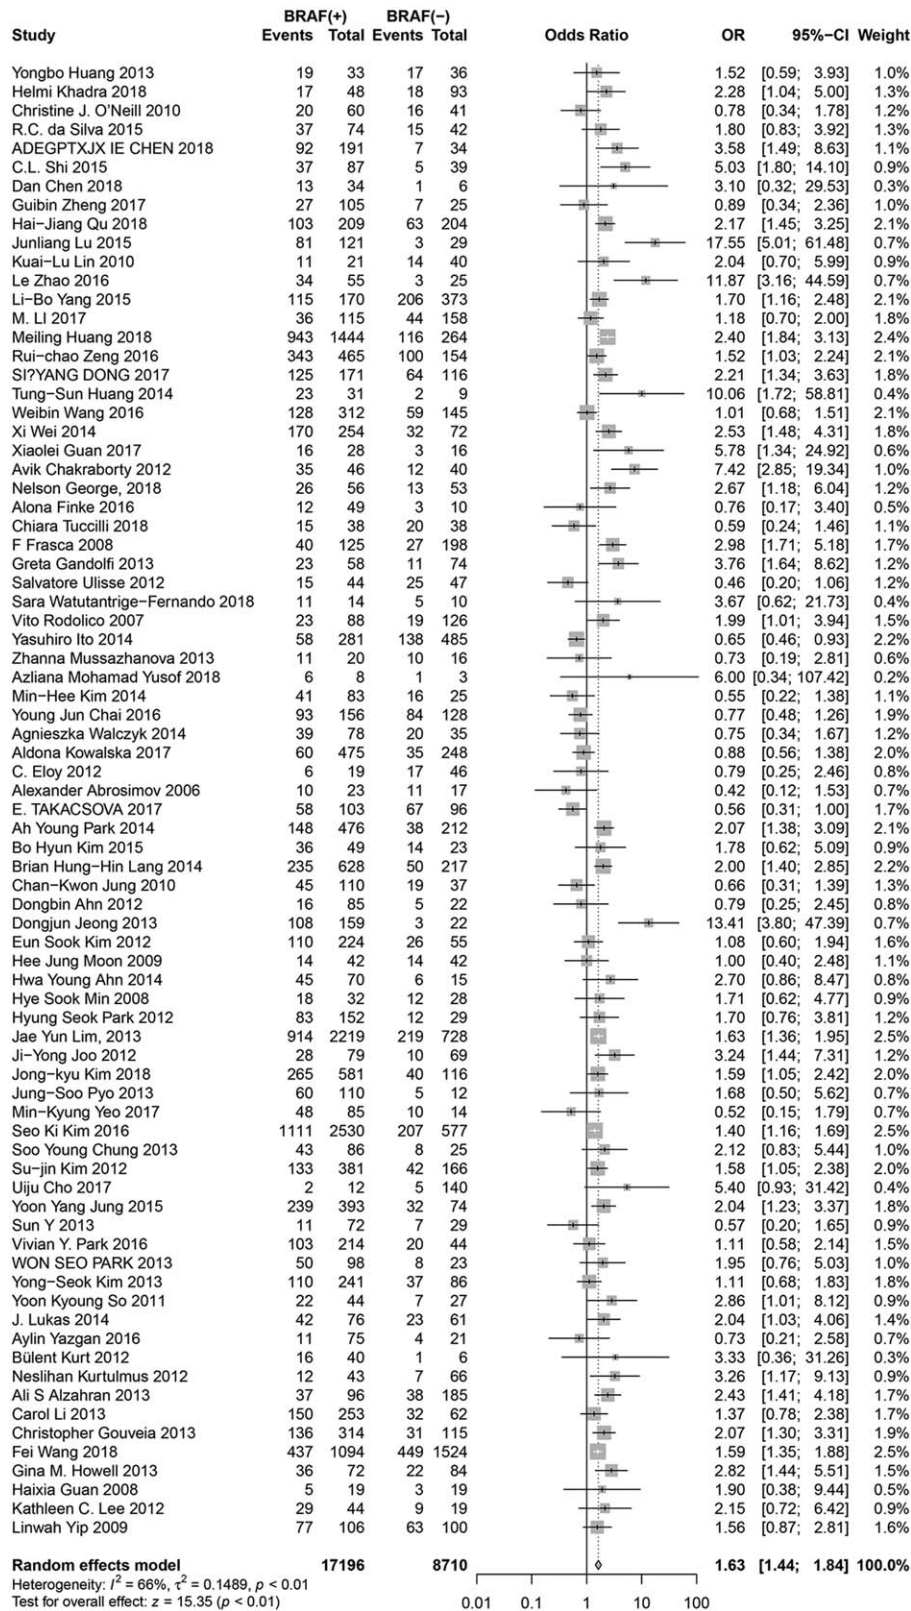 BRAF(+) BRAF(−)
Study Events Total Events Total Odds Ratio OR 95%−CI Weight
Yongbo Huang 2013 19 33 17 36 1.52 [0.59; 3.93] 1.0%
Helmi Khadra 2018 17 48 18 93 2.28 [1.04; 5.00] 1.3%
Christine J. O'Neill 2010 20 60 16 41 0.78 [0.34; 1.78] 1.2%
R.C. da Silva 2015 37 74 15 42 1.80 [0.83; 3.92] 1.3%
ADEGPTXJX IE CHEN 2018 92 191 7 34 3.58 [1.49; 8.63] 1.1%
C.L. Shi 2015 37 87 5 39 5.03 [1.80; 14.10] 0.9%
Dan Chen 2018 13 34 1 6 3.10 [0.32; 29.53] 0.3%
Guibin Zheng 2017 27 105 7 25 0.89 [0.34; 2.36] 1.0%
Hai−Jiang Qu 2018 103 209 63 204 2.17 [1.45; 3.25] 2.1%
Junliang Lu 2015 81 121 3 29 17.55 [5.01; 61.48] 0.7%
Kuai−Lu Lin 2010 11 21 14 40 2.04 [0.70; 5.99] 0.9%
Le Zhao 2016 34 55 3 25 11.87 [3.16; 44.59] 0.7%
Li−Bo Yang 2015 115 170 206 373 1.70 [1.16; 2.48] 2.1%
M. LI 2017 36 115 44 158 1.18 [0.70; 2.00] 1.8%
Meiling Huang 2018 943 1444 116 264 2.40 [1.84; 3.13] 2.4%
Rui−chao Zeng 2016 343 465 100 154 1.52 [1.03; 2.24] 2.1%
SI?YANG DONG 2017 125 171 64 116 2.21 [1.34; 3.63] 1.8%
Tung−Sun Huang 2014 23 31 2 9 10.06 [1.72; 58.81] 0.4%
Weibin Wang 2016 128 312 59 145 1.01 [0.68; 1.51] 2.1%
Xi Wei 2014 170 254 32 72 2.53 [1.48; 4.31] 1.8%
Xiaolei Guan 2017 16 28 3 16 5.78 [1.34; 24.92] 0.6%
Avik Chakraborty 2012 35 46 12 40 7.42 [2.85; 19.34] 1.0%
Nelson George, 2018 26 56 13 53 2.67 [1.18; 6.04] 1.2%
Alona Finke 2016 12 49 3 10 0.76 [0.17; 3.40] 0.5%
Chiara Tuccilli 2018 15 38 20 38 0.59 [0.24; 1.46] 1.1%
F Frasca 2008 40 125 27 198 2.98 [1.71; 5.18] 1.7%
Greta Gandolfi 2013 23 58 11 74 3.76 [1.64; 8.62] 1.2%
Salvatore Ulisse 2012 15 44 25 47 0.46 [0.20; 1.06] 1.2%
Sara Watutantrige−Fernando 2018 11 14 5 10 3.67 [0.62; 21.73] 0.4%
Vito Rodolico 2007 23 88 19 126 1.99 [1.01; 3.94] 1.5%
Yasuhiro Ito 2014 58 281 138 485 0.65 [0.46; 0.93] 2.2%
Zhanna Mussazhanova 2013 11 20 10 16 0.73 [0.19; 2.81] 0.6%
Azliana Mohamad Yusof 2018 6 8 1 3 6.00 [0.34; 107.42] 0.2%
Min−Hee Kim 2014 41 83 16 25 0.55 [0.22; 1.38] 1.1%
Young Jun Chai 2016 93 156 84 128 0.77 [0.48; 1.26] 1.9%
Agnieszka Walczyk 2014 39 78 20 35 0.75 [0.34; 1.67] 1.2%
Aldona Kowalska 2017 60 475 35 248 0.88 [0.56; 1.38] 2.0%
C. Eloy 2012 6 19 17 46 0.79 [0.25; 2.46] 0.8%
Alexander Abrosimov 2006 10 23 11 17 0.42 [0.12; 1.53] 0.7%
E. TAKACSOVA 2017 58 103 67 96 0.56 [0.31; 1.00] 1.7%
Ah Young Park 2014 148 476 38 212 2.07 [1.38; 3.09] 2.1%
Bo Hyun Kim 2015 36 49 14 23 1.78 [0.62; 5.09] 0.9%
Brian Hung−Hin Lang 2014 235 628 50 217 2.00 [1.40; 2.85] 2.2%
Chan−Kwon Jung 2010 45 110 19 37 0.66 [0.31; 1.39] 1.3%
Dongbin Ahn 2012 16 85 5 22 0.79 [0.25; 2.45] 0.8%
Dongjun Jeong 2013 108 159 3 22 13.41 [3.80; 47.39] 0.7%
Eun Sook Kim 2012 110 224 26 55 1.08 [0.60; 1.94] 1.6%
Hee Jung Moon 2009 14 42 14 42 1.00 [0.40; 2.48] 1.1%
Hwa Young Ahn 2014 45 70 6 15 2.70 [0.86; 8.47] 0.8%
Hye Sook Min 2008 18 32 12 28 1.71 [0.62; 4.77] 0.9%
Hyung Seok Park 2012 83 152 12 29 1.70 [0.76; 3.81] 1.2%
Jae Yun Lim, 2013 914 2219 219 728 1.63 [1.36; 1.95] 2.5%
Ji−Yong Joo 2012 28 79 10 69 3.24 [1.44; 7.31] 1.2%
Jong−kyu Kim 2018 265 581 40 116 1.59 [1.05; 2.42] 2.0%
Jung−Soo Pyo 2013 60 110 5 12 1.68 [0.50; 5.62] 0.7%
Min−Kyung Yeo 2017 48 85 10 14 0.52 [0.15; 1.79] 0.7%
Seo Ki Kim 2016 1111 2530 207 577 1.40 [1.16; 1.69] 2.5%
Soo Young Chung 2013 43 86 8 25 2.12 [0.83; 5.44] 1.0%
Su−jin Kim 2012 133 381 42 166 1.58 [1.05; 2.38] 2.0%
Uiju Cho 2017 2 12 5 140 5.40 [0.93; 31.42] 0.4%
Yoon Yang Jung 2015 239 393 32 74 2.04 [1.23; 3.37] 1.8%
Sun Y 2013 11 72 7 29 0.57 [0.20; 1.65] 0.9%
Vivian Y. Park 2016 103 214 20 44 1.11 [0.58; 2.14] 1.5%
WON SEO PARK 2013 50 98 8 23 1.95 [0.76; 5.03] 1.0%
Yong−Seok Kim 2013 110 241 37 86 1.11 [0.68; 1.83] 1.8%
Yoon Kyoung So 2011 22 44 7 27 2.86 [1.01; 8.12] 0.9%
J. Lukas 2014 42 76 23 61 2.04 [1.03; 4.06] 1.4%
Aylin Yazgan 2016 11 75 4 21 0.73 [0.21; 2.58] 0.7%
Bülent Kurt 2012 16 40 1 6 3.33 [0.36; 31.26] 0.3%
Neslihan Kurtulmus 2012 12 43 7 66 3.26 [1.17; 9.13] 0.9%
Ali S Alzahran 2013 37 96 38 185 2.43 [1.41; 4.18] 1.7%
Carol Li 2013 150 253 32 62 1.37 [0.78; 2.38] 1.7%
Christopher Gouveia 2013 136 314 31 115 2.07 [1.30; 3.31] 1.9%
Fei Wang 2018 437 1094 449 1524 1.59 [1.35; 1.88] 2.5%
Gina M. Howell 2013 36 72 22 84 2.82 [1.44; 5.51] 1.5%
Haixia Guan 2008 5 19 3 19 1.90 [0.38; 9.44] 0.5%
Kathleen C. Lee 2012 29 44 9 19 2.15 [0.72; 6.42] 0.9%
Linwah Yip 2009 77 106 63 100 1.56 [0.87; 2.81] 1.6%
Random effects model 17196 8710 1.63 [1.44; 1.84] 100.0%
Heterogeneity: I² = 66%, τ² = 0.1489, p < 0.01
Test for overall effect: z = 15.35 (p < 0.01)
0.01 0.1 1 10 100